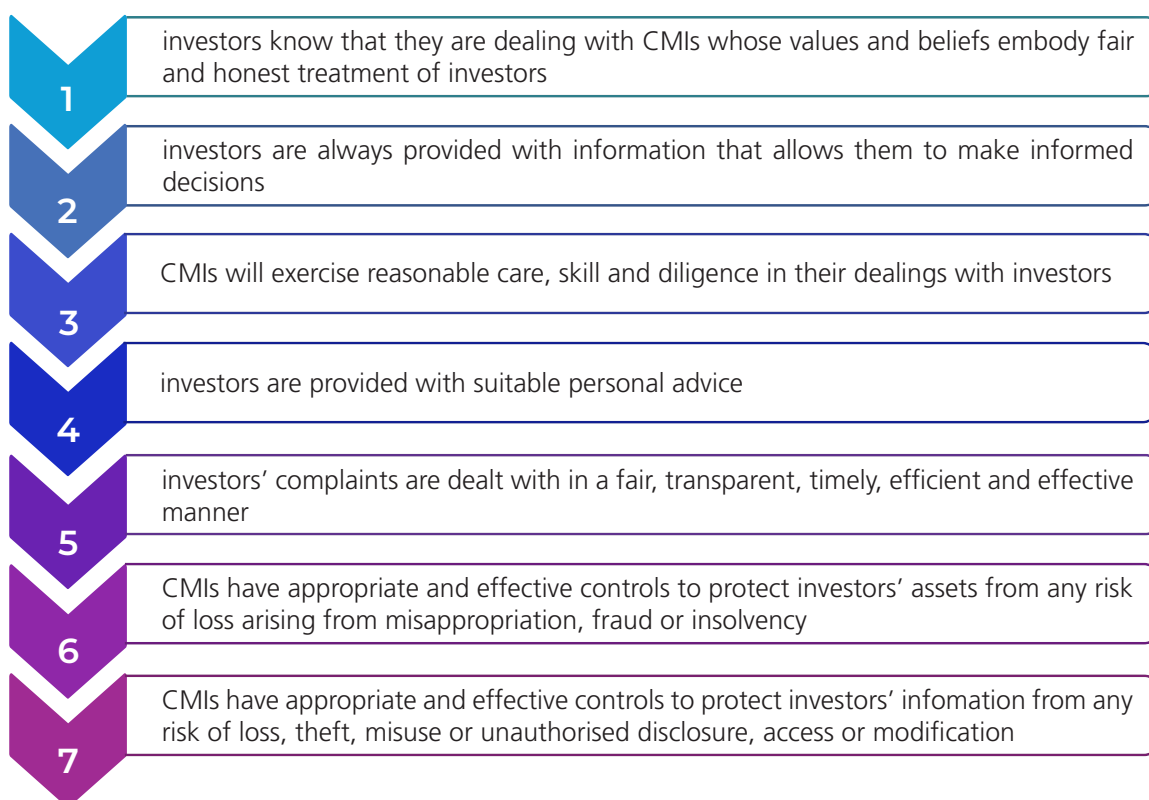 investors know that they are dealing with CMIs whose values and beliefs embody fair
and honest treatment of investors
1
investors are always provided with information that allows them to make informed
decisions
2
CMIs will exercise reasonable care, skill and diligence in their dealings with investors
3
investors are provided with suitable personal advice
4
investors’ complaints are dealt with in a fair, transparent, timely, efficient and effective
manner
5
CMIs have appropriate and effective controls to protect investors’ assets from any risk
of loss arising from misappropriation, fraud or insolvency
6
CMIs have appropriate and effective controls to protect investors’ infomation from any
risk of loss, theft, misuse or unauthorised disclosure, access or modification
7